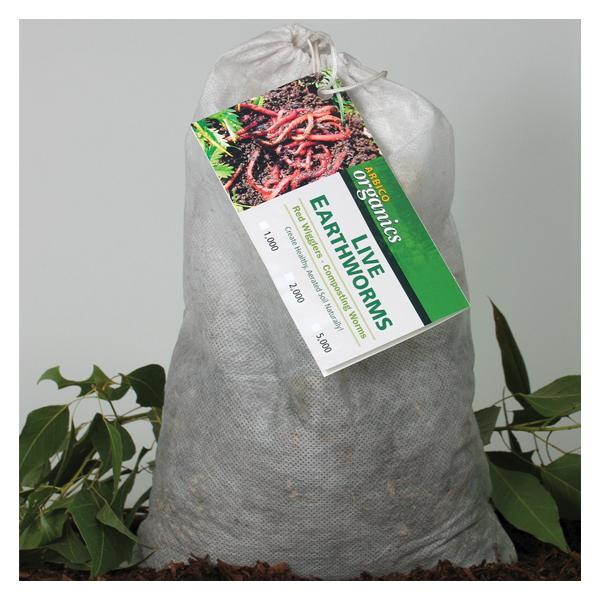 ARBICO
organics
LIVE
EARTHWORMS
Red Wigglers - Composting Worms
Create Healthy, Aerated Soil Naturally!
1,000
2,000
5,000